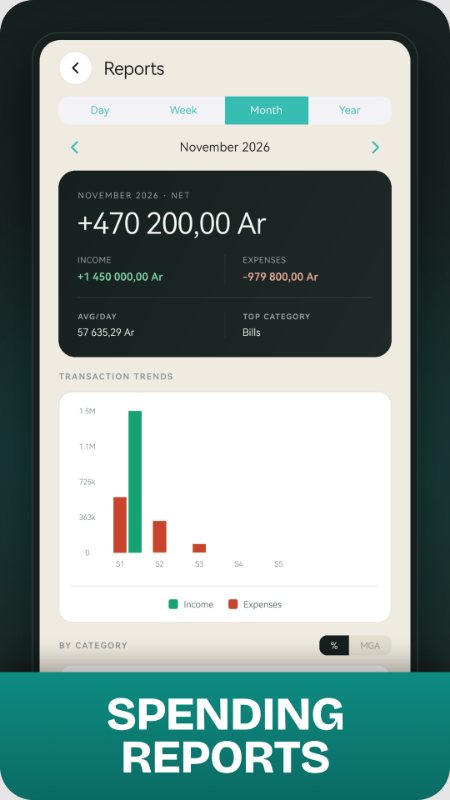 Reports
Day Week Month Year
November 2026
NOVEMBER 2026 · NET
+470 200,00 Ar
INCOME EXPENSES
+1 450 000,00 Ar -979 800,00 Ar
AVG/DAY TOP CATEGORY
57 635,29 Ar Bills
TRANSACTION TRENDS
1.5M
1.1M
725k
363k
0
S1 S2 S3 S4 S5
Income Expenses
BY CATEGORY % MGA
SPENDING
REPORTS